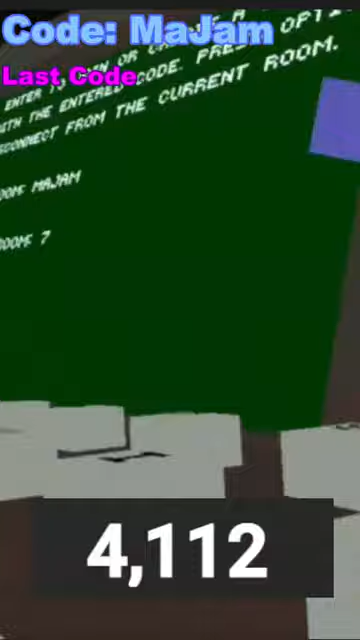 Code: MaJam
Last Code
ENTER TO JOIN OR CREATE A
OPTI
WITH THE ENTERED CODE. PRESS
DISCONNECT FROM THE CURRENT ROOM.
OOM: MAJAM
ROOM: 7
4,112